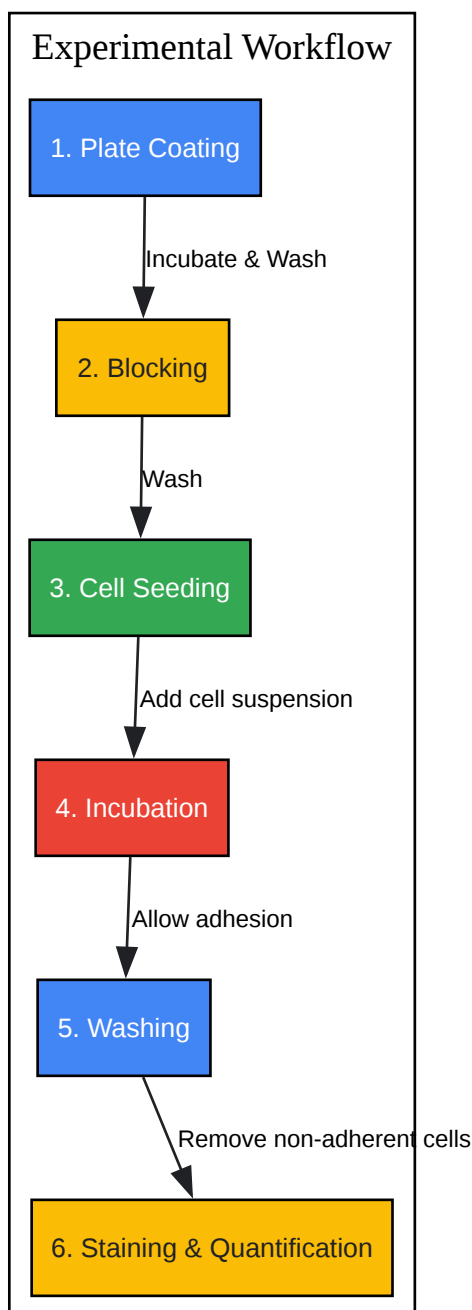 Experimental Workflow
1. Plate Coating
Incubate & Wash
2. Blocking
Wash
3. Cell Seeding
Add cell suspension
4. Incubation
Allow adhesion
5. Washing
Remove non-adherent cells
6. Staining & Quantification